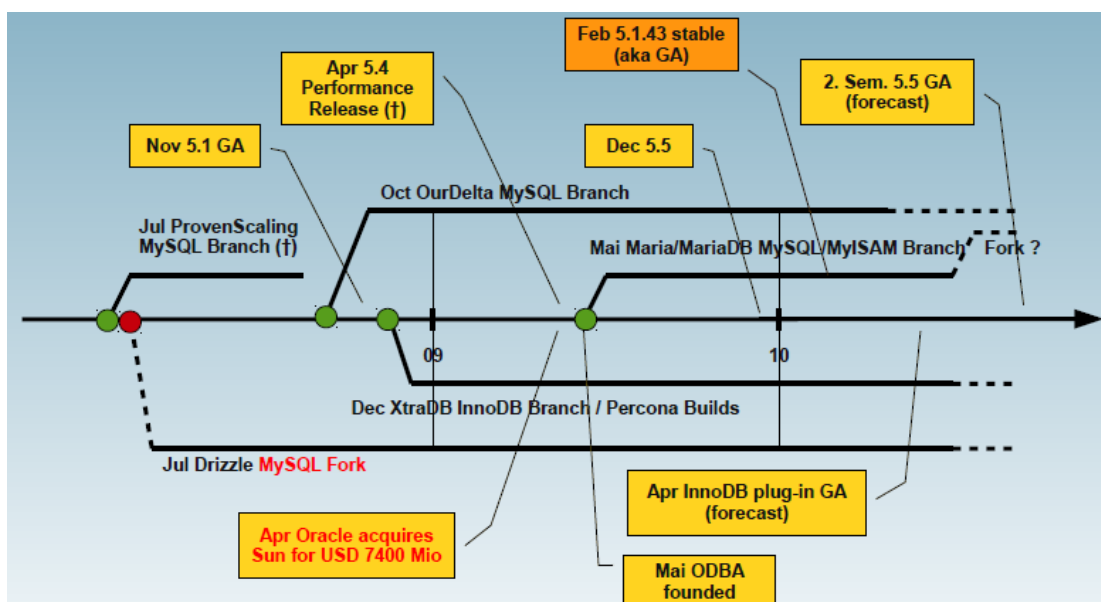 Feb 5.1.43 stable
(aka GA)
Apr 5.4
Performance
Release (†)
2. Sem. 5.5 GA
(forecast)
Nov 5.1 GA
Dec 5.5
Oct OurDelta MySQL Branch
Jul ProvenScaling
MySQL Branch (†)
Mai Maria/MariaDB MySQL/MyISAM Branch
Fork ?
09
10
Dec XtraDB InnoDB Branch / Percona Builds
Jul Drizzle MySQL Fork
Apr InnoDB plug-in GA
(forecast)
Apr Oracle acquires
Sun for USD 7400 Mio
Mai ODBA
founded